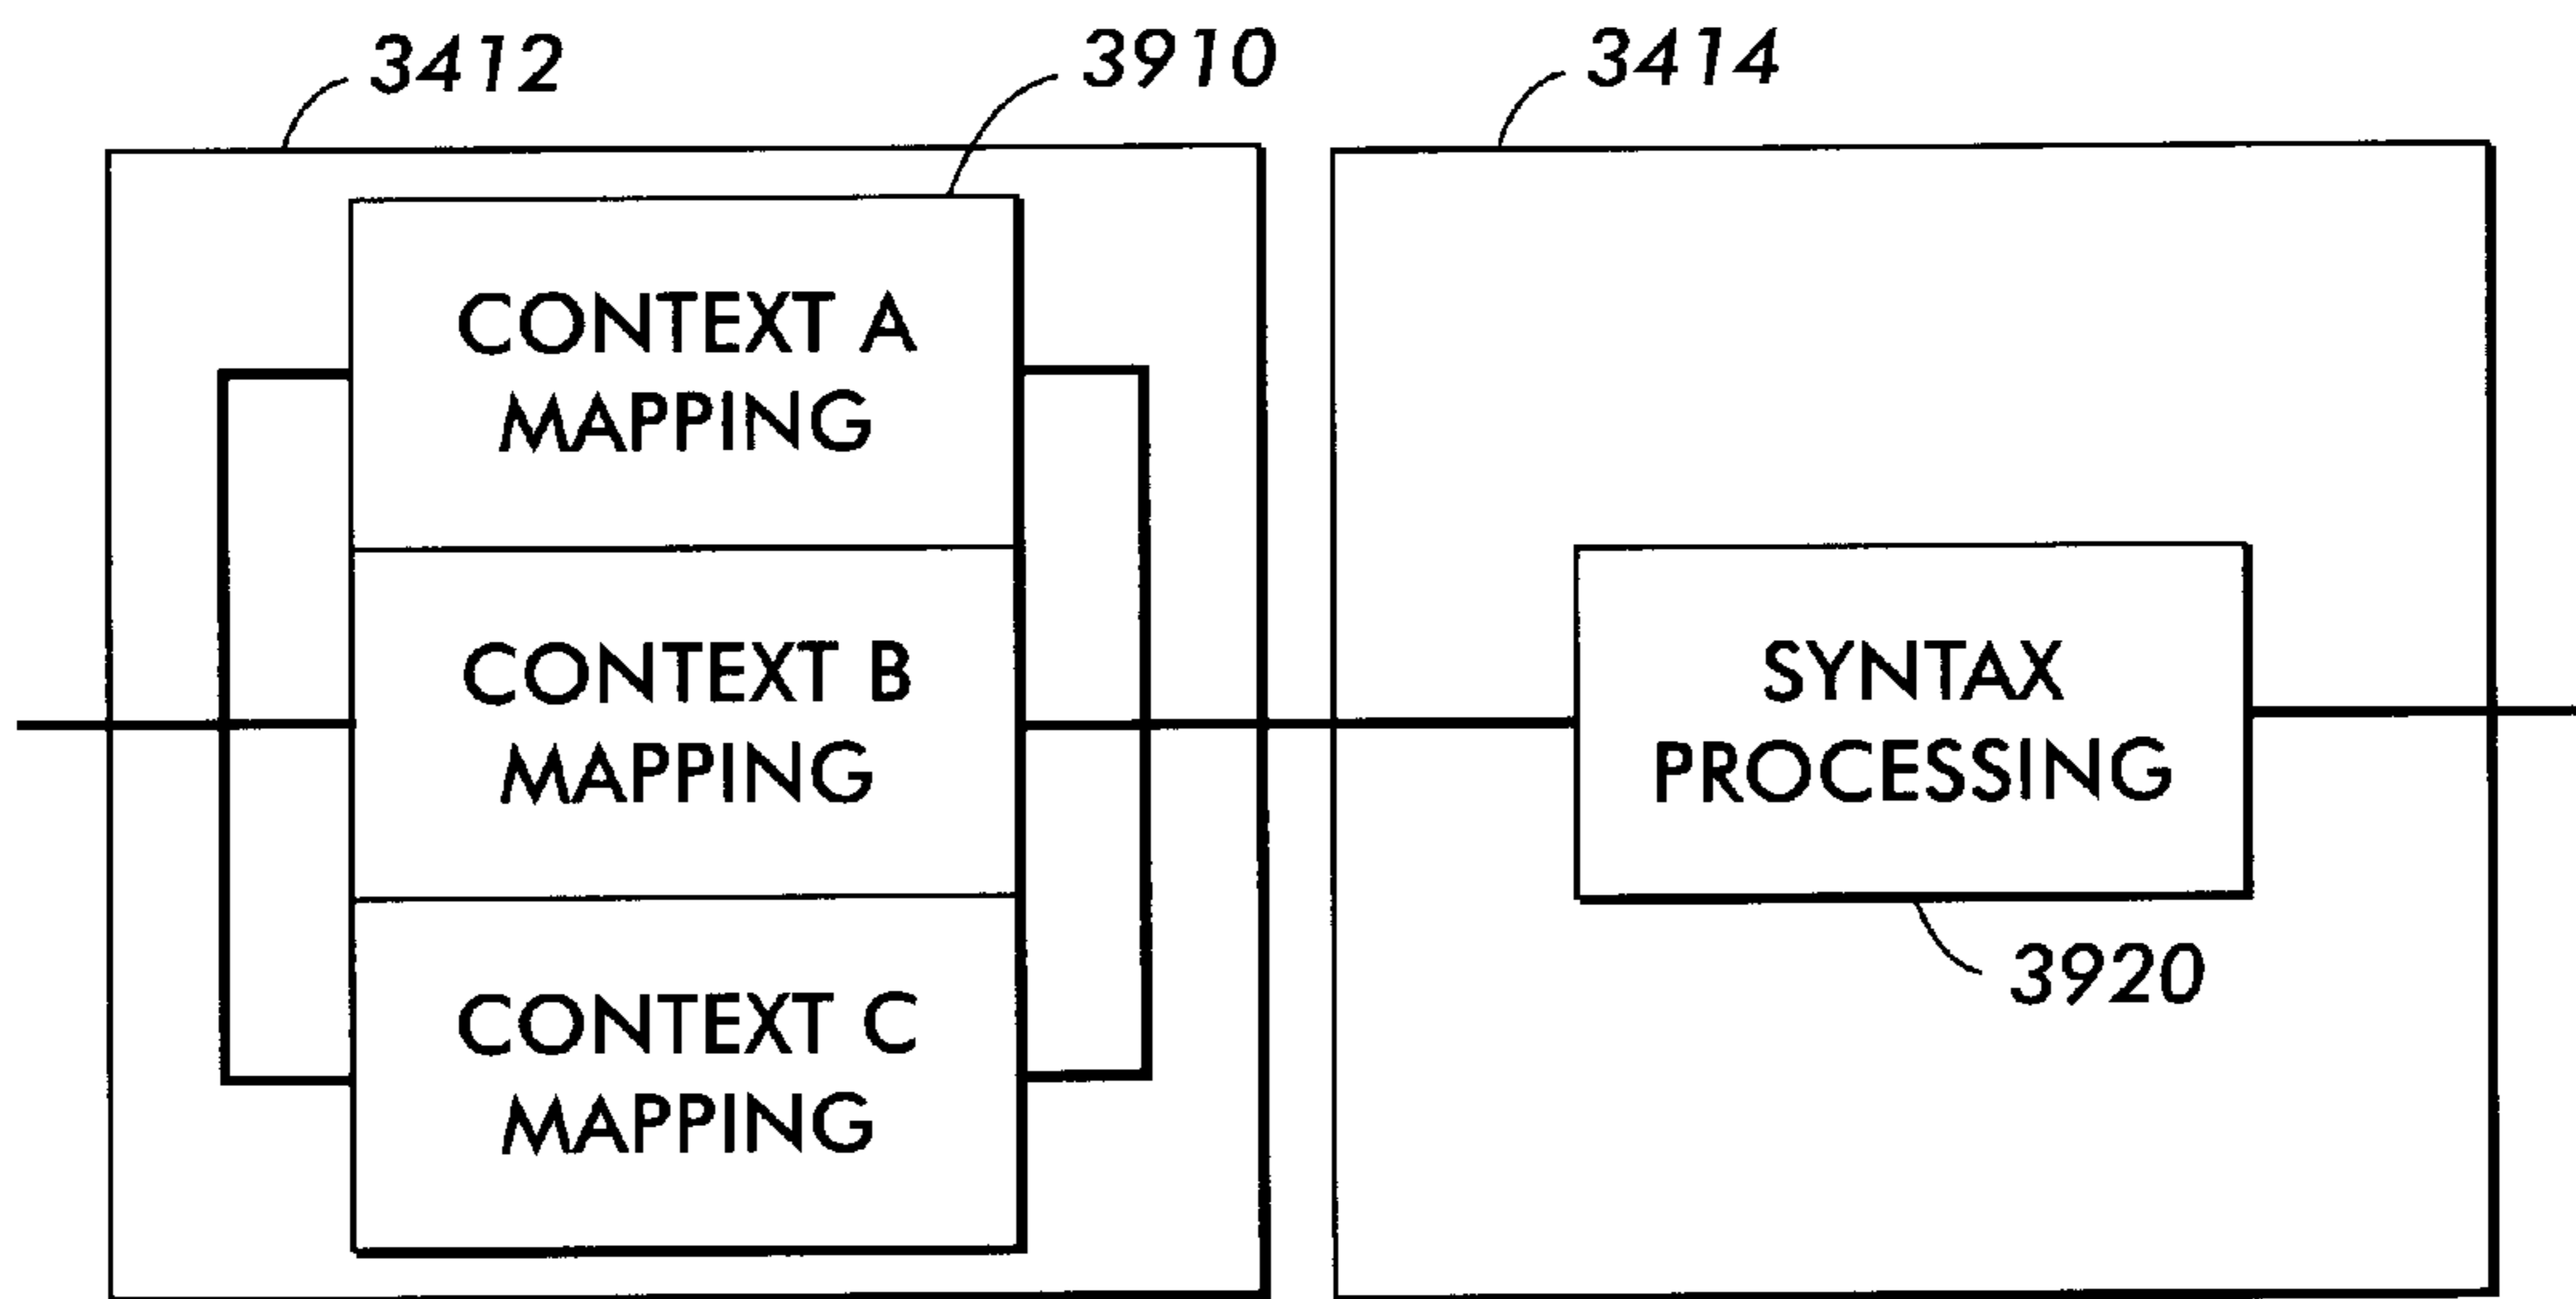 3412
3910
3414
CONTEXT A
MAPPING
CONTEXT B
MAPPING
CONTEXT C
MAPPING
SYNTAX
PROCESSING
3920